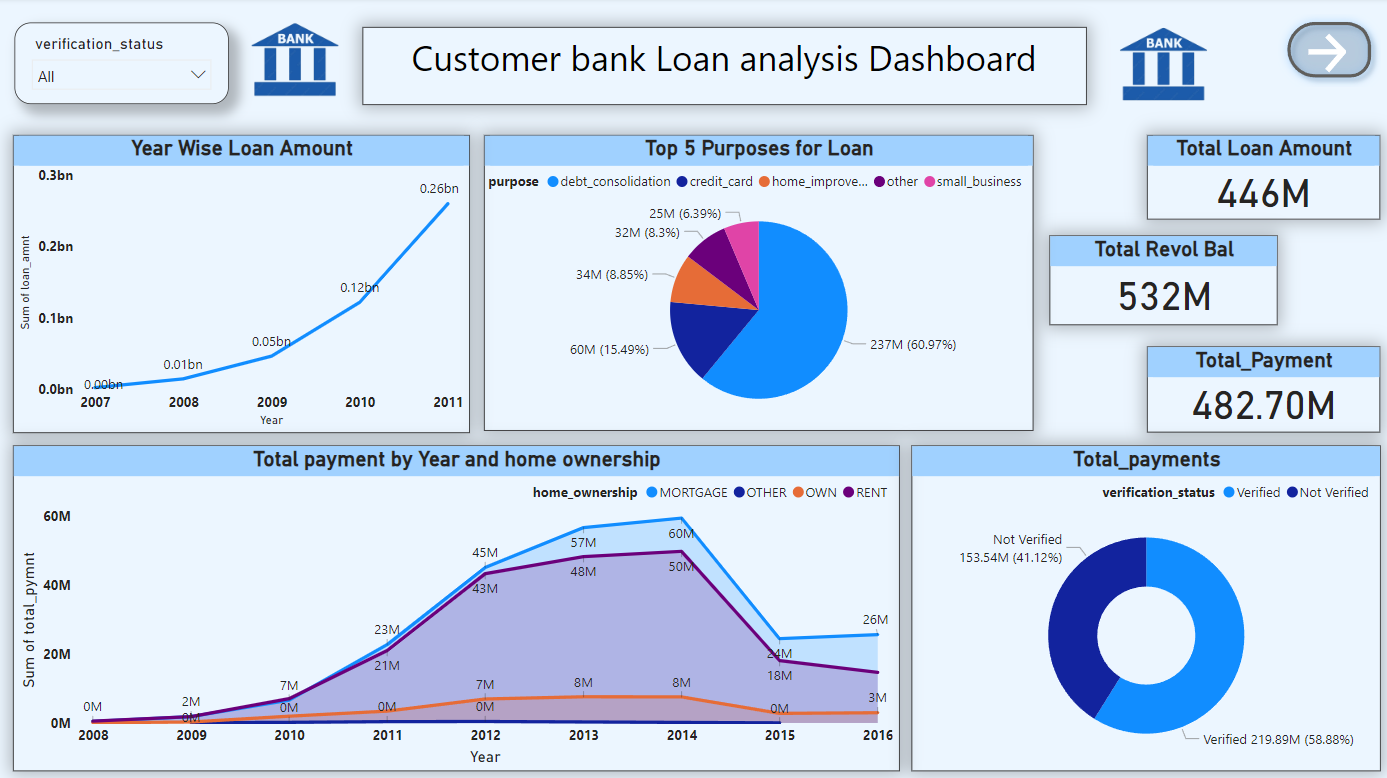 verification_status
All
BANK
Customer bank Loan analysis Dashboard
BANK
Year Wise Loan Amount
0.3bn
0.2bn
0.1bn
0.0bn
Sum of loan_amnt
0.00bn
0.01bn
0.05bn
0.12bn
0.26bn
2007 2008 2009 2010 2011
Year
Top 5 Purposes for Loan
purpose debt_consolidation credit_card home_improve... other small_business
25M (6.39%)
32M (8.3%)
34M (8.85%)
60M (15.49%)
237M (60.97%)
Total Loan Amount
446M
Total Revol Bal
532M
Total_Payment
482.70M
Total payment by Year and home ownership
home_ownership MORTGAGE OTHER OWN RENT
60M
40M
20M
0M
Sum of total_pymnt
0M
2M
0M
7M
0M
23M
21M
0M
45M
43M
7M
0M
57M
48M
8M
60M
50M
8M
24M
18M
0M
26M
3M
2008 2009 2010 2011 2012 2013 2014 2015 2016
Year
Total_payments
verification_status Verified Not Verified
Not Verified
153.54M (41.12%)
Verified 219.89M (58.88%)